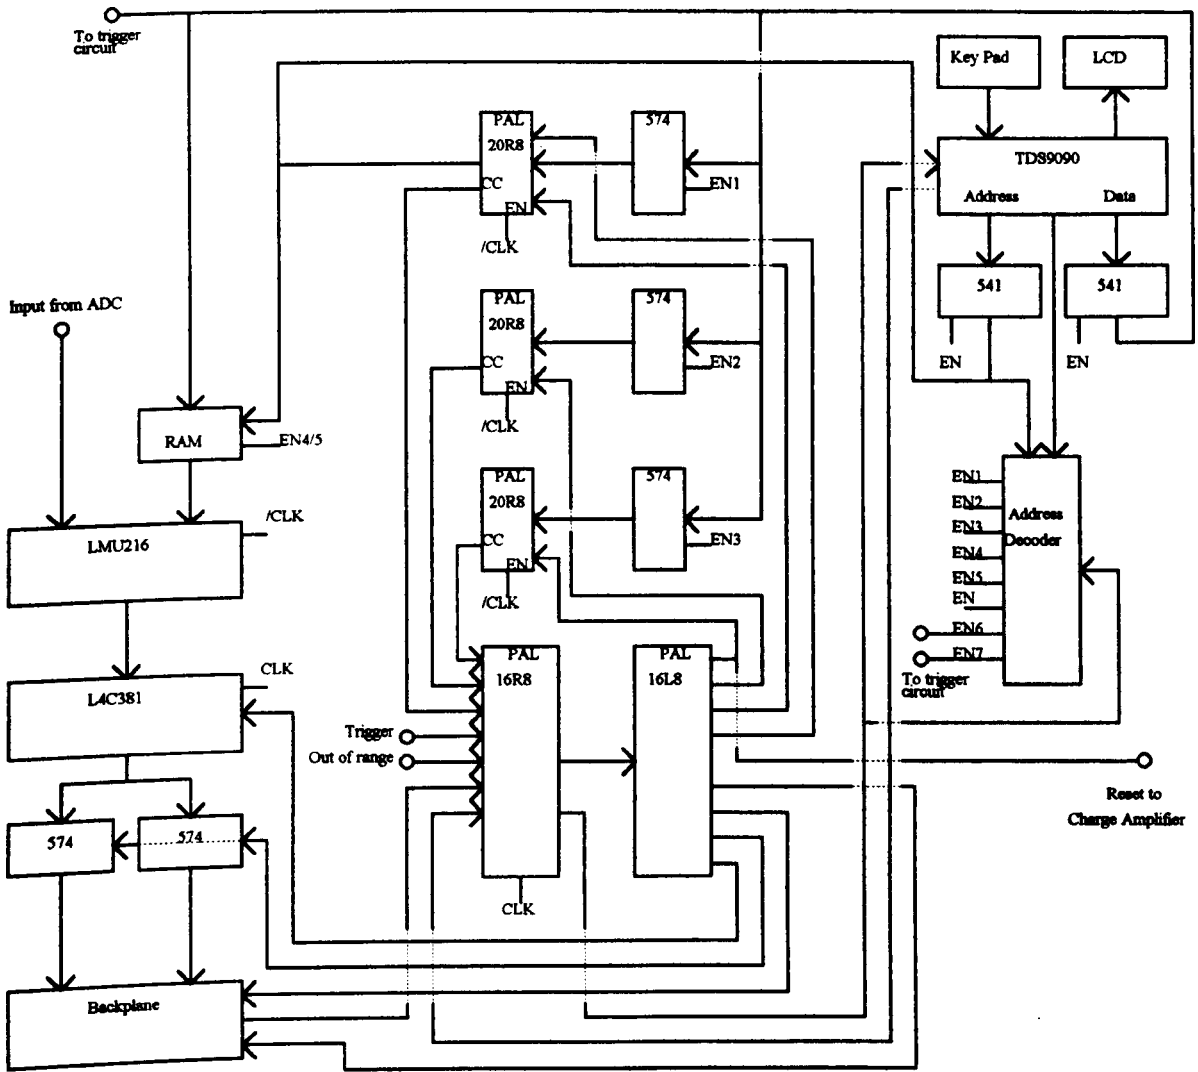 To trigger
circuit
Key Pad
LCD
PAL
20R8
CC
EN
/CLK
574
EN1
TDS9090
Address
Data
541
EN
541
EN
Input from ADC
PAL
20R8
CC
EN
/CLK
574
EN2
RAM
EN4/5
PAL
20R8
CC
EN
/CLK
574
EN3
EN1
EN2
EN3
EN4
EN5
EN
EN6
EN7
Address
Decoder
To trigger
circuit
/CLK
LMU216
CLK
L4C381
PAL
16R8
PAL
16L8
Trigger
Out of range
Reset to
Charge Amplifier
574
574
CLK
Backplane